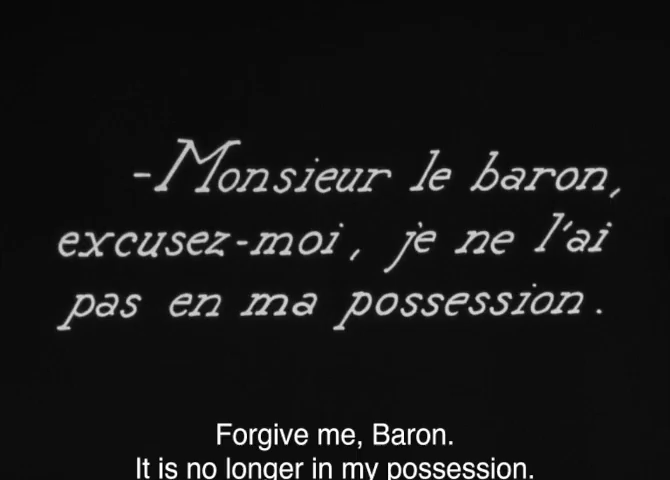 -Monsieur le baron,
excusez-moi, je ne l'ai
pas en ma possession.
Forgive me, Baron.
It is no longer in my possession.